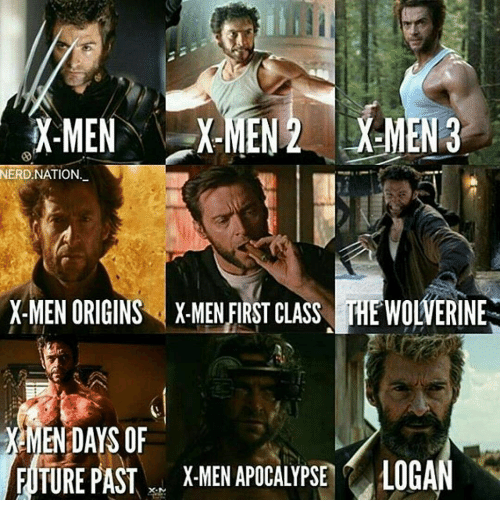 X-MEN
X-MEN 2
X-MEN 3
NERD.NATION._
X-MEN ORIGINS
X-MEN FIRST CLASS
THE WOLVERINE
X-MEN DAYS OF
FUTURE PAST
X-MEN APOCALYPSE
LOGAN